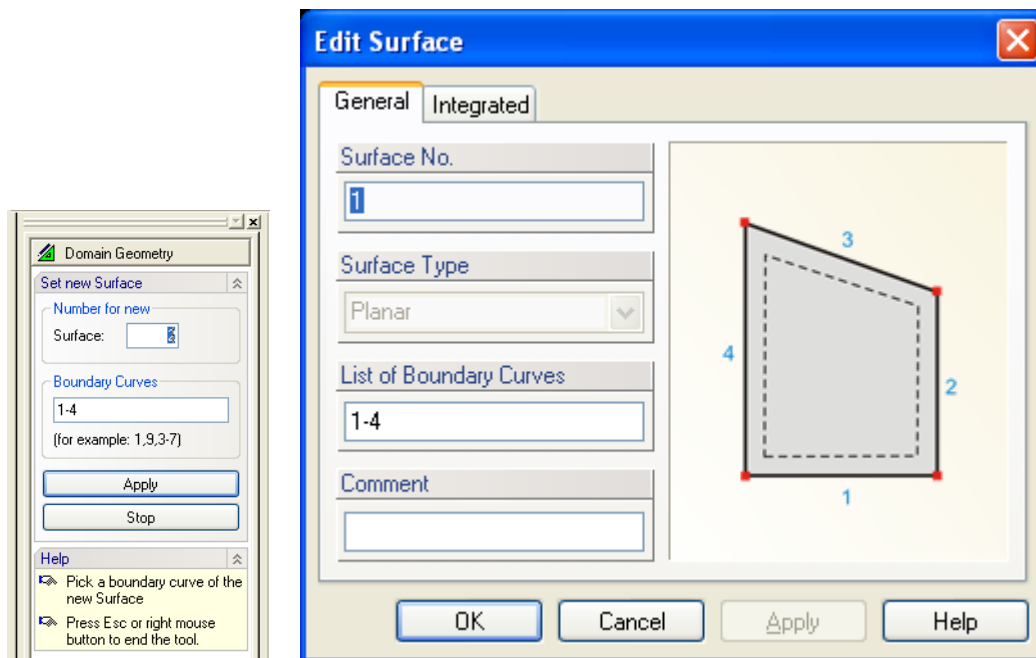 Domain Geometry
Set new Surface
Number for new
Surface:
Boundary Curves
1-4
(for example: 1,9,3-7)
Apply
Stop
Help
Pick a boundary curve of the
new Surface
Press Esc or right mouse
button to end the tool.
Edit Surface
General
Integrated
Surface No.
1
Surface Type
Planar
List of Boundary Curves
1-4
Comment
3
4
2
1
OK
Cancel
Apply
Help